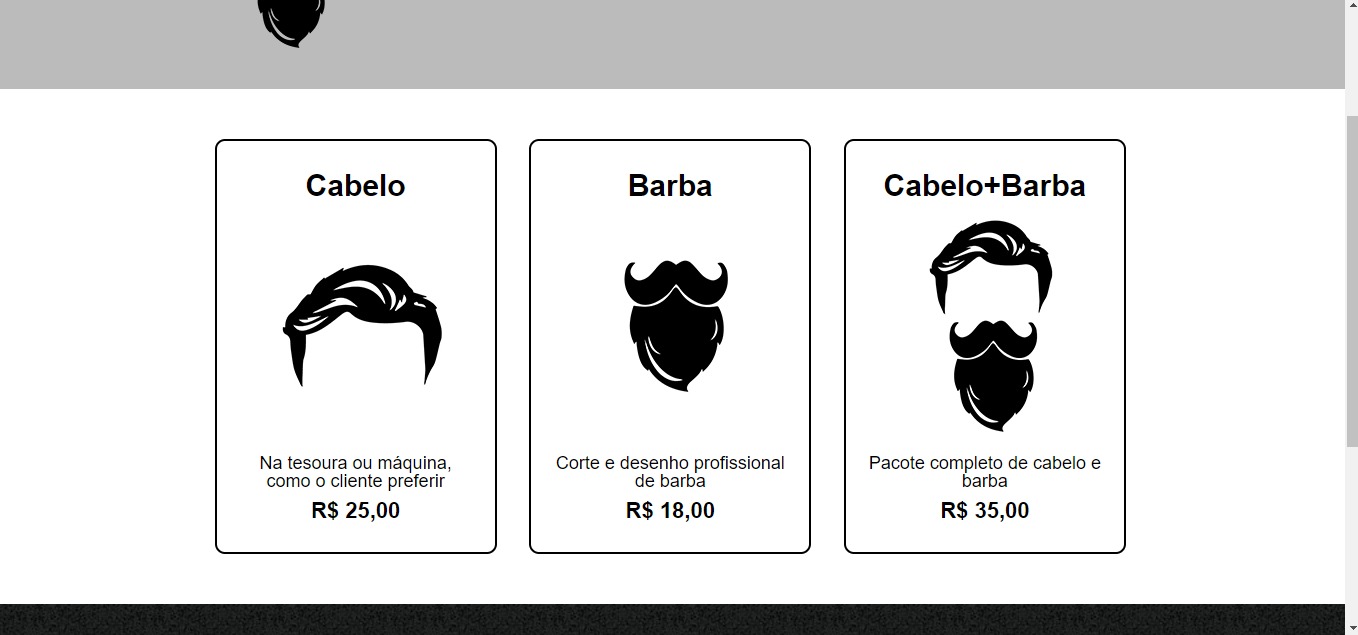 Cabelo
Na tesoura ou máquina,
como o cliente preferir
R$ 25,00
Barba
Corte e desenho profissional
de barba
R$ 18,00
Cabelo+Barba
Pacote completo de cabelo e
barba
R$ 35,00